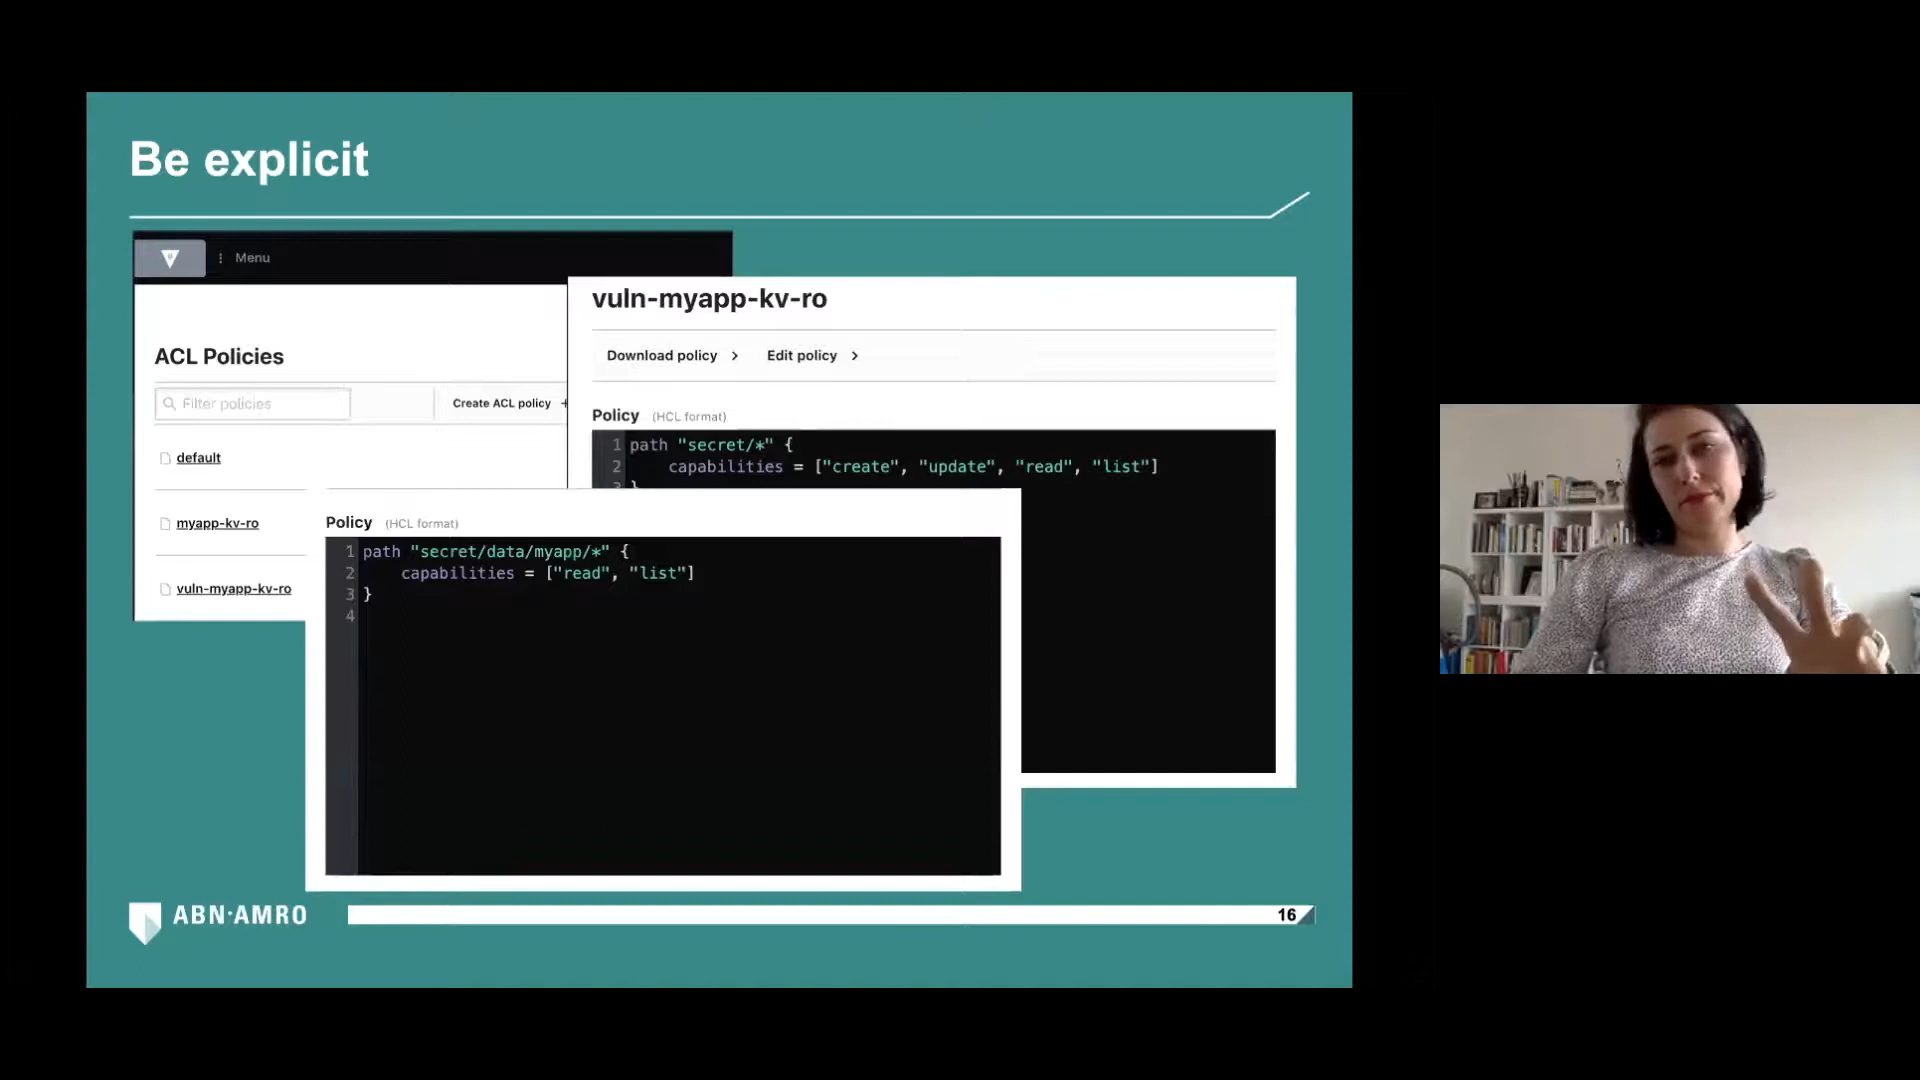 Be explicit
Menu
ACL Policies
Filter policies
Create ACL policy +
default
myapp-kv-ro
vuln-myapp-kv-ro
vuln-myapp-kv-ro
Download policy >
Edit policy >
Policy (HCL format)
1 path "secret/*" {
2 capabilities = ["create", "update", "read", "list"]
3 }
Policy (HCL format)
1 path "secret/data/myapp/*" {
2 capabilities = ["read", "list"]
3 }
4
ABN·AMRO
16